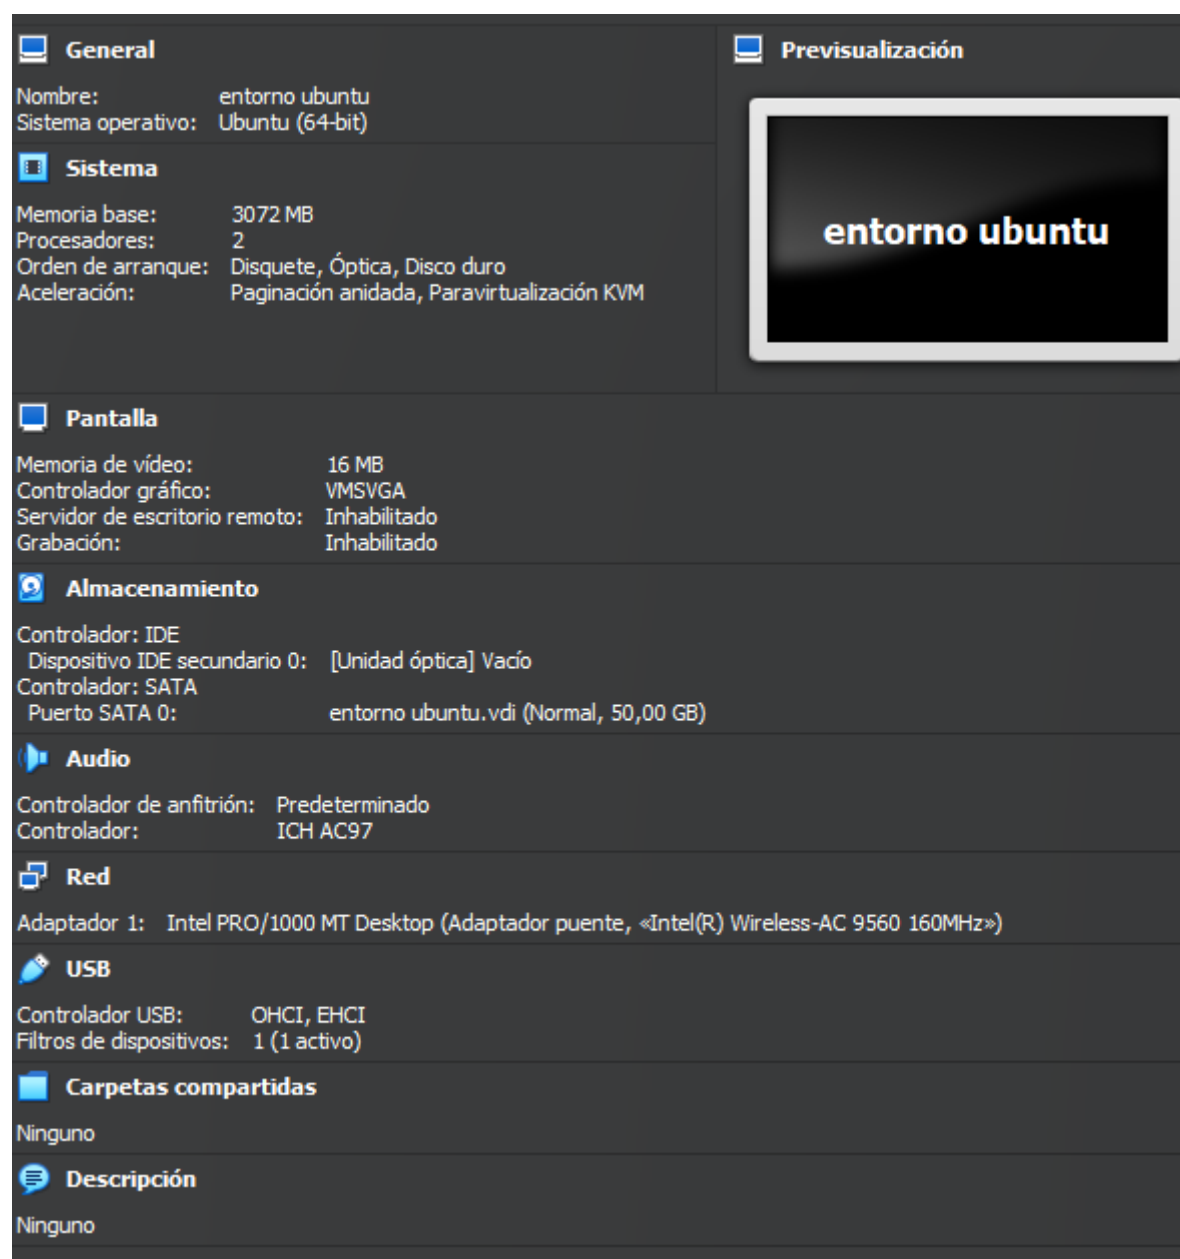 General
Nombre: entorno ubuntu
Sistema operativo: Ubuntu (64-bit)
Previsualización
entorno ubuntu
Sistema
Memoria base: 3072 MB
Procesadores: 2
Orden de arranque: Disquete, Óptica, Disco duro
Aceleración: Paginación anidada, Paravirtualización KVM
Pantalla
Memoria de vídeo: 16 MB
Controlador gráfico: VMSVGA
Servidor de escritorio remoto: Inhabilitado
Grabación: Inhabilitado
Almacenamiento
Controlador: IDE
Dispositivo IDE secundario 0: [Unidad óptica] Vacío
Controlador: SATA
Puerto SATA 0: entorno ubuntu.vdi (Normal, 50,00 GB)
Audio
Controlador de anfitrión: Predeterminado
Controlador: ICH AC97
Red
Adaptador 1: Intel PRO/1000 MT Desktop (Adaptador puente, «Intel(R) Wireless-AC 9560 160MHz»)
USB
Controlador USB: OHCI, EHCI
Filtros de dispositivos: 1 (1 activo)
Carpetas compartidas
Ninguno
Descripción
Ninguno